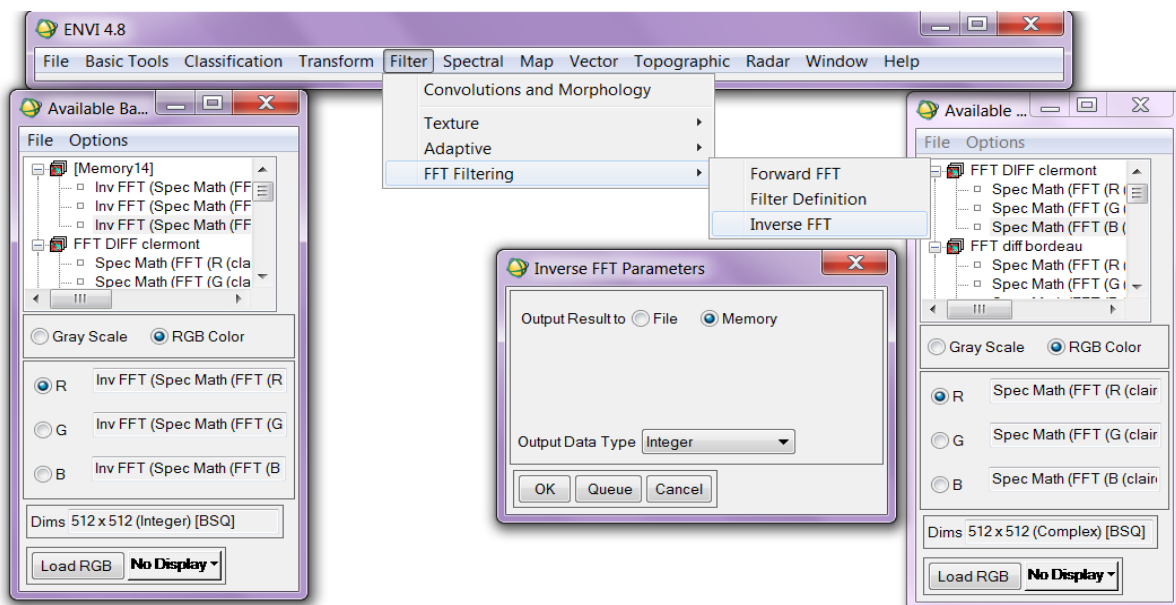 ENVI 4.8
File Basic Tools Classification Transform Filter Spectral Map Vector Topographic Radar Window Help
Convolutions and Morphology
Texture
Adaptive
FFT Filtering
Forward FFT
Filter Definition
Inverse FFT
Available Ba...
File Options
[Memory14]
Inv FFT (Spec Math (FF
Inv FFT (Spec Math (FF
Inv FFT (Spec Math (FF
FFT DIFF clermont
Spec Math (FFT (R (cla
Spec Math (FFT (G (cla
Gray Scale RGB Color
R Inv FFT (Spec Math (FFT (R
G Inv FFT (Spec Math (FFT (G
B Inv FFT (Spec Math (FFT (B
Dims 512 x 512 (Integer) [BSQ]
Load RGB No Display
Inverse FFT Parameters
Output Result to File Memory
Output Data Type Integer
OK Queue Cancel
Available ...
File Options
FFT DIFF clermont
Spec Math (FFT (R (
Spec Math (FFT (G (
Spec Math (FFT (B (
FFT diff bordeau
Spec Math (FFT (R (
Spec Math (FFT (G (
Gray Scale RGB Color
R Spec Math (FFT (R (clair
G Spec Math (FFT (G (clair
B Spec Math (FFT (B (clair
Dims 512 x 512 (Complex) [BSQ]
Load RGB No Display